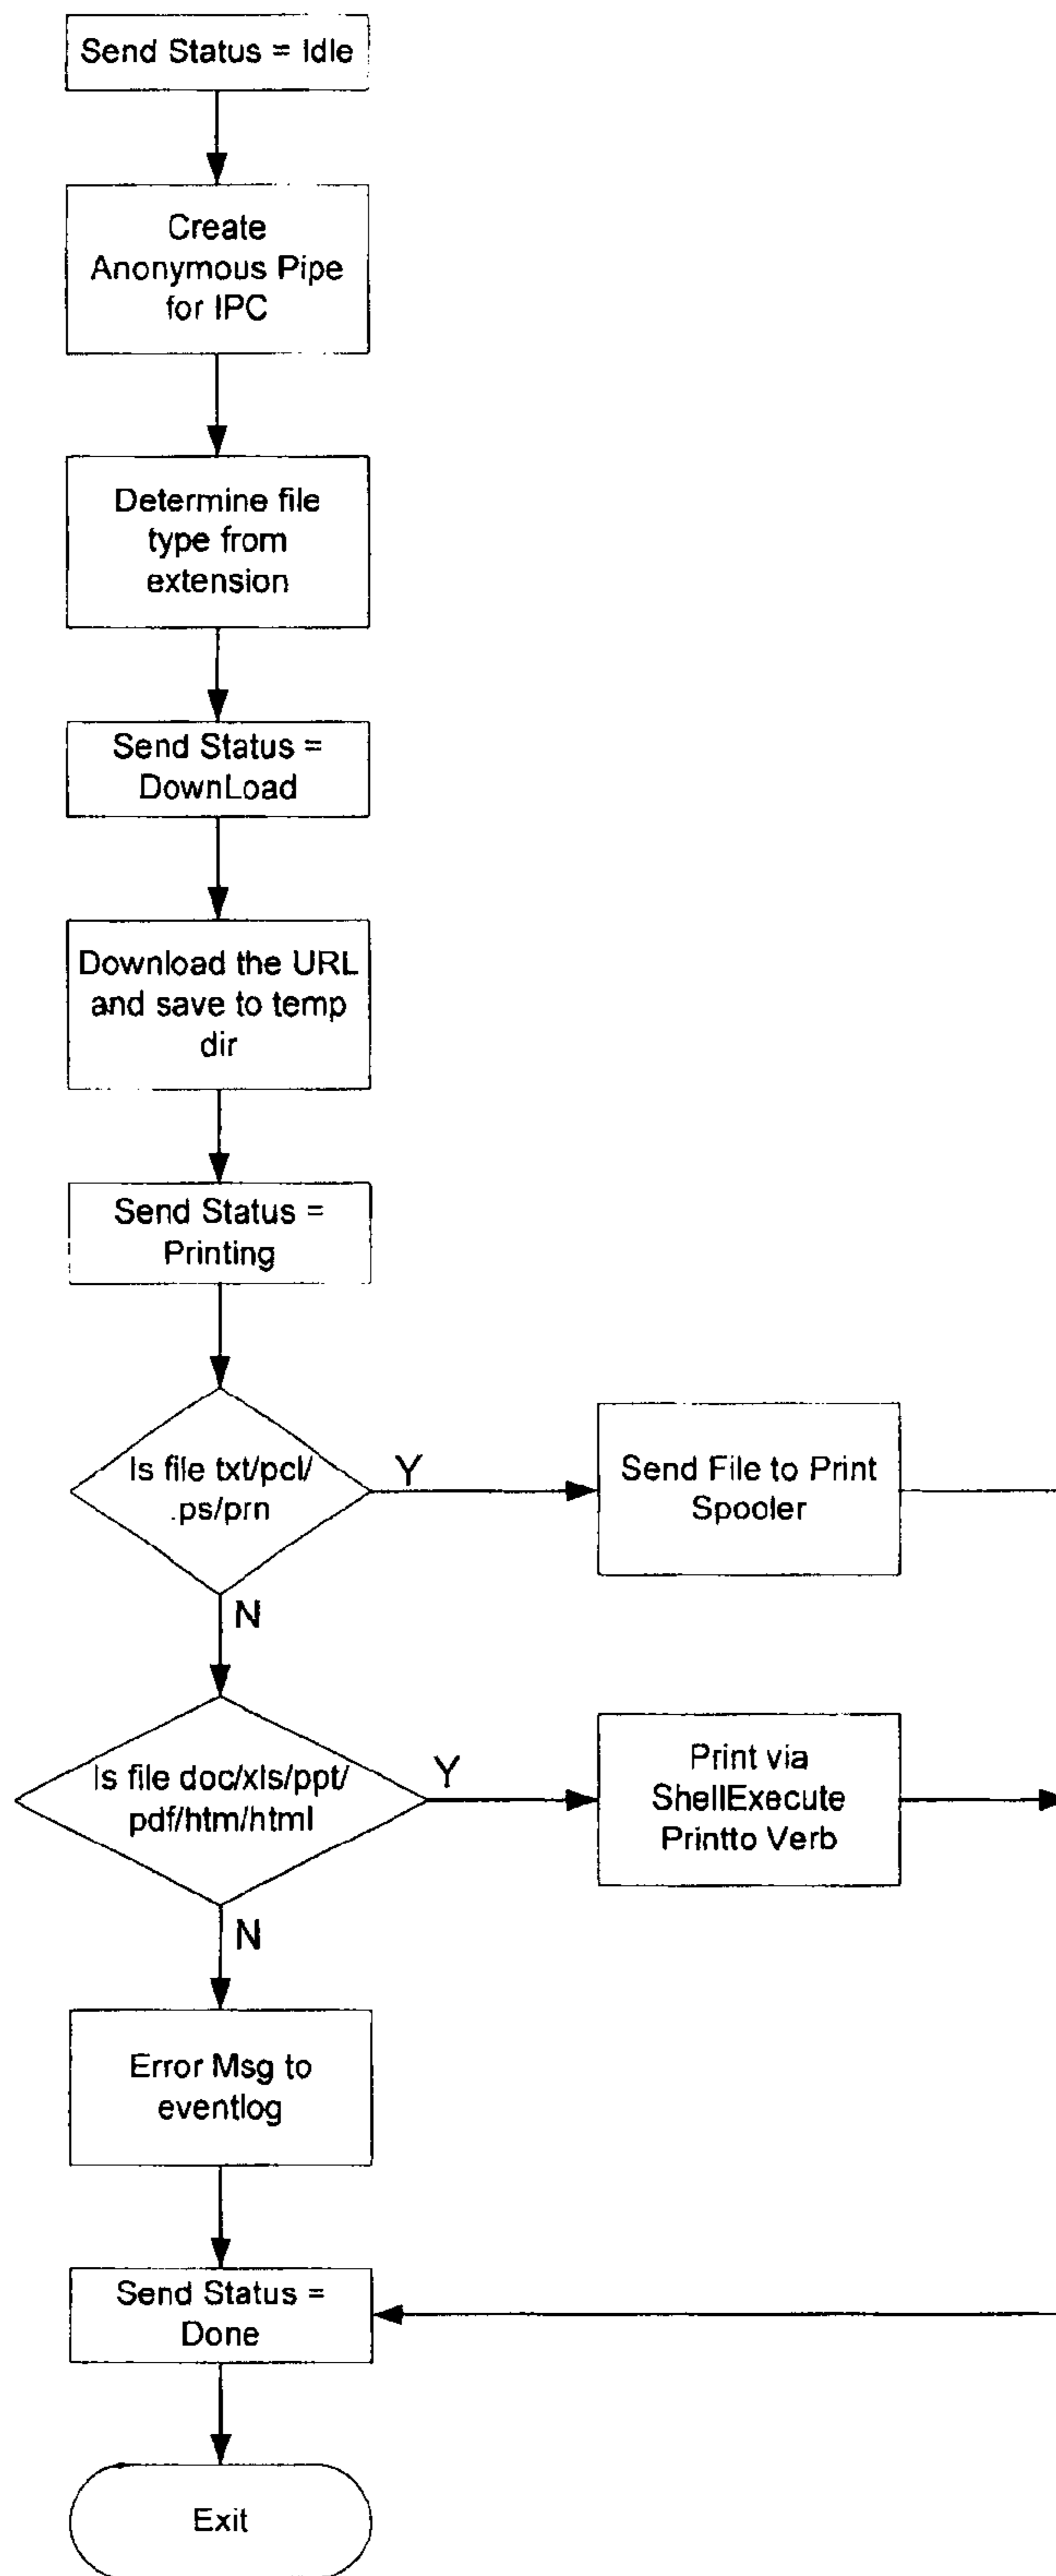 Send Status = Idle
Create
Anonymous Pipe
for IPC
Determine file
type from
extension
Send Status =
DownLoad
Download the URL
and save to temp
dir
Send Status =
Printing
Is file txt/pcl/
.ps/prn
Y
Send File to Print
Spooler
N
Is file doc/xls/ppt/
pdf/htm/html
Y
Print via
ShellExecute
Printto Verb
N
Error Msg to
eventlog
Send Status =
Done
Exit